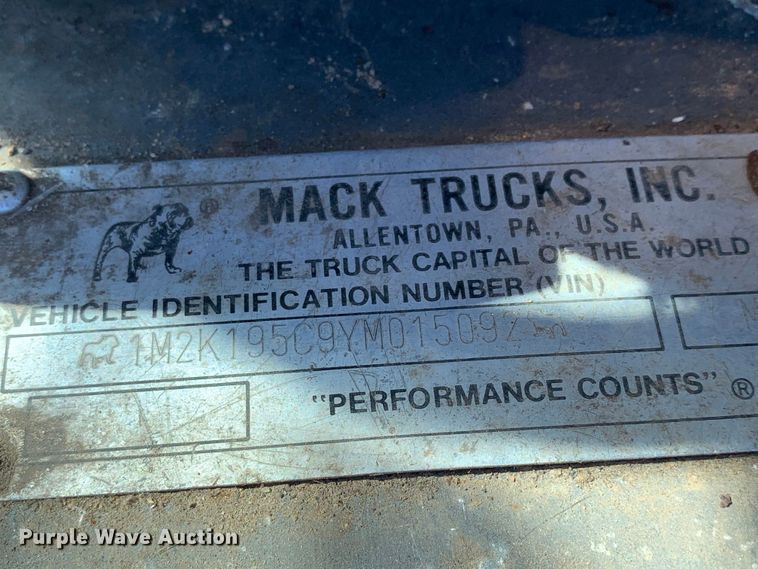 ® MACK TRUCKS, INC.
ALLENTOWN, PA., U.S.A.
THE TRUCK CAPITAL OF THE WORLD
VEHICLE IDENTIFICATION NUMBER (VIN)
1M2K195C9YM015092
"PERFORMANCE COUNTS" ®
Purple Wave Auction